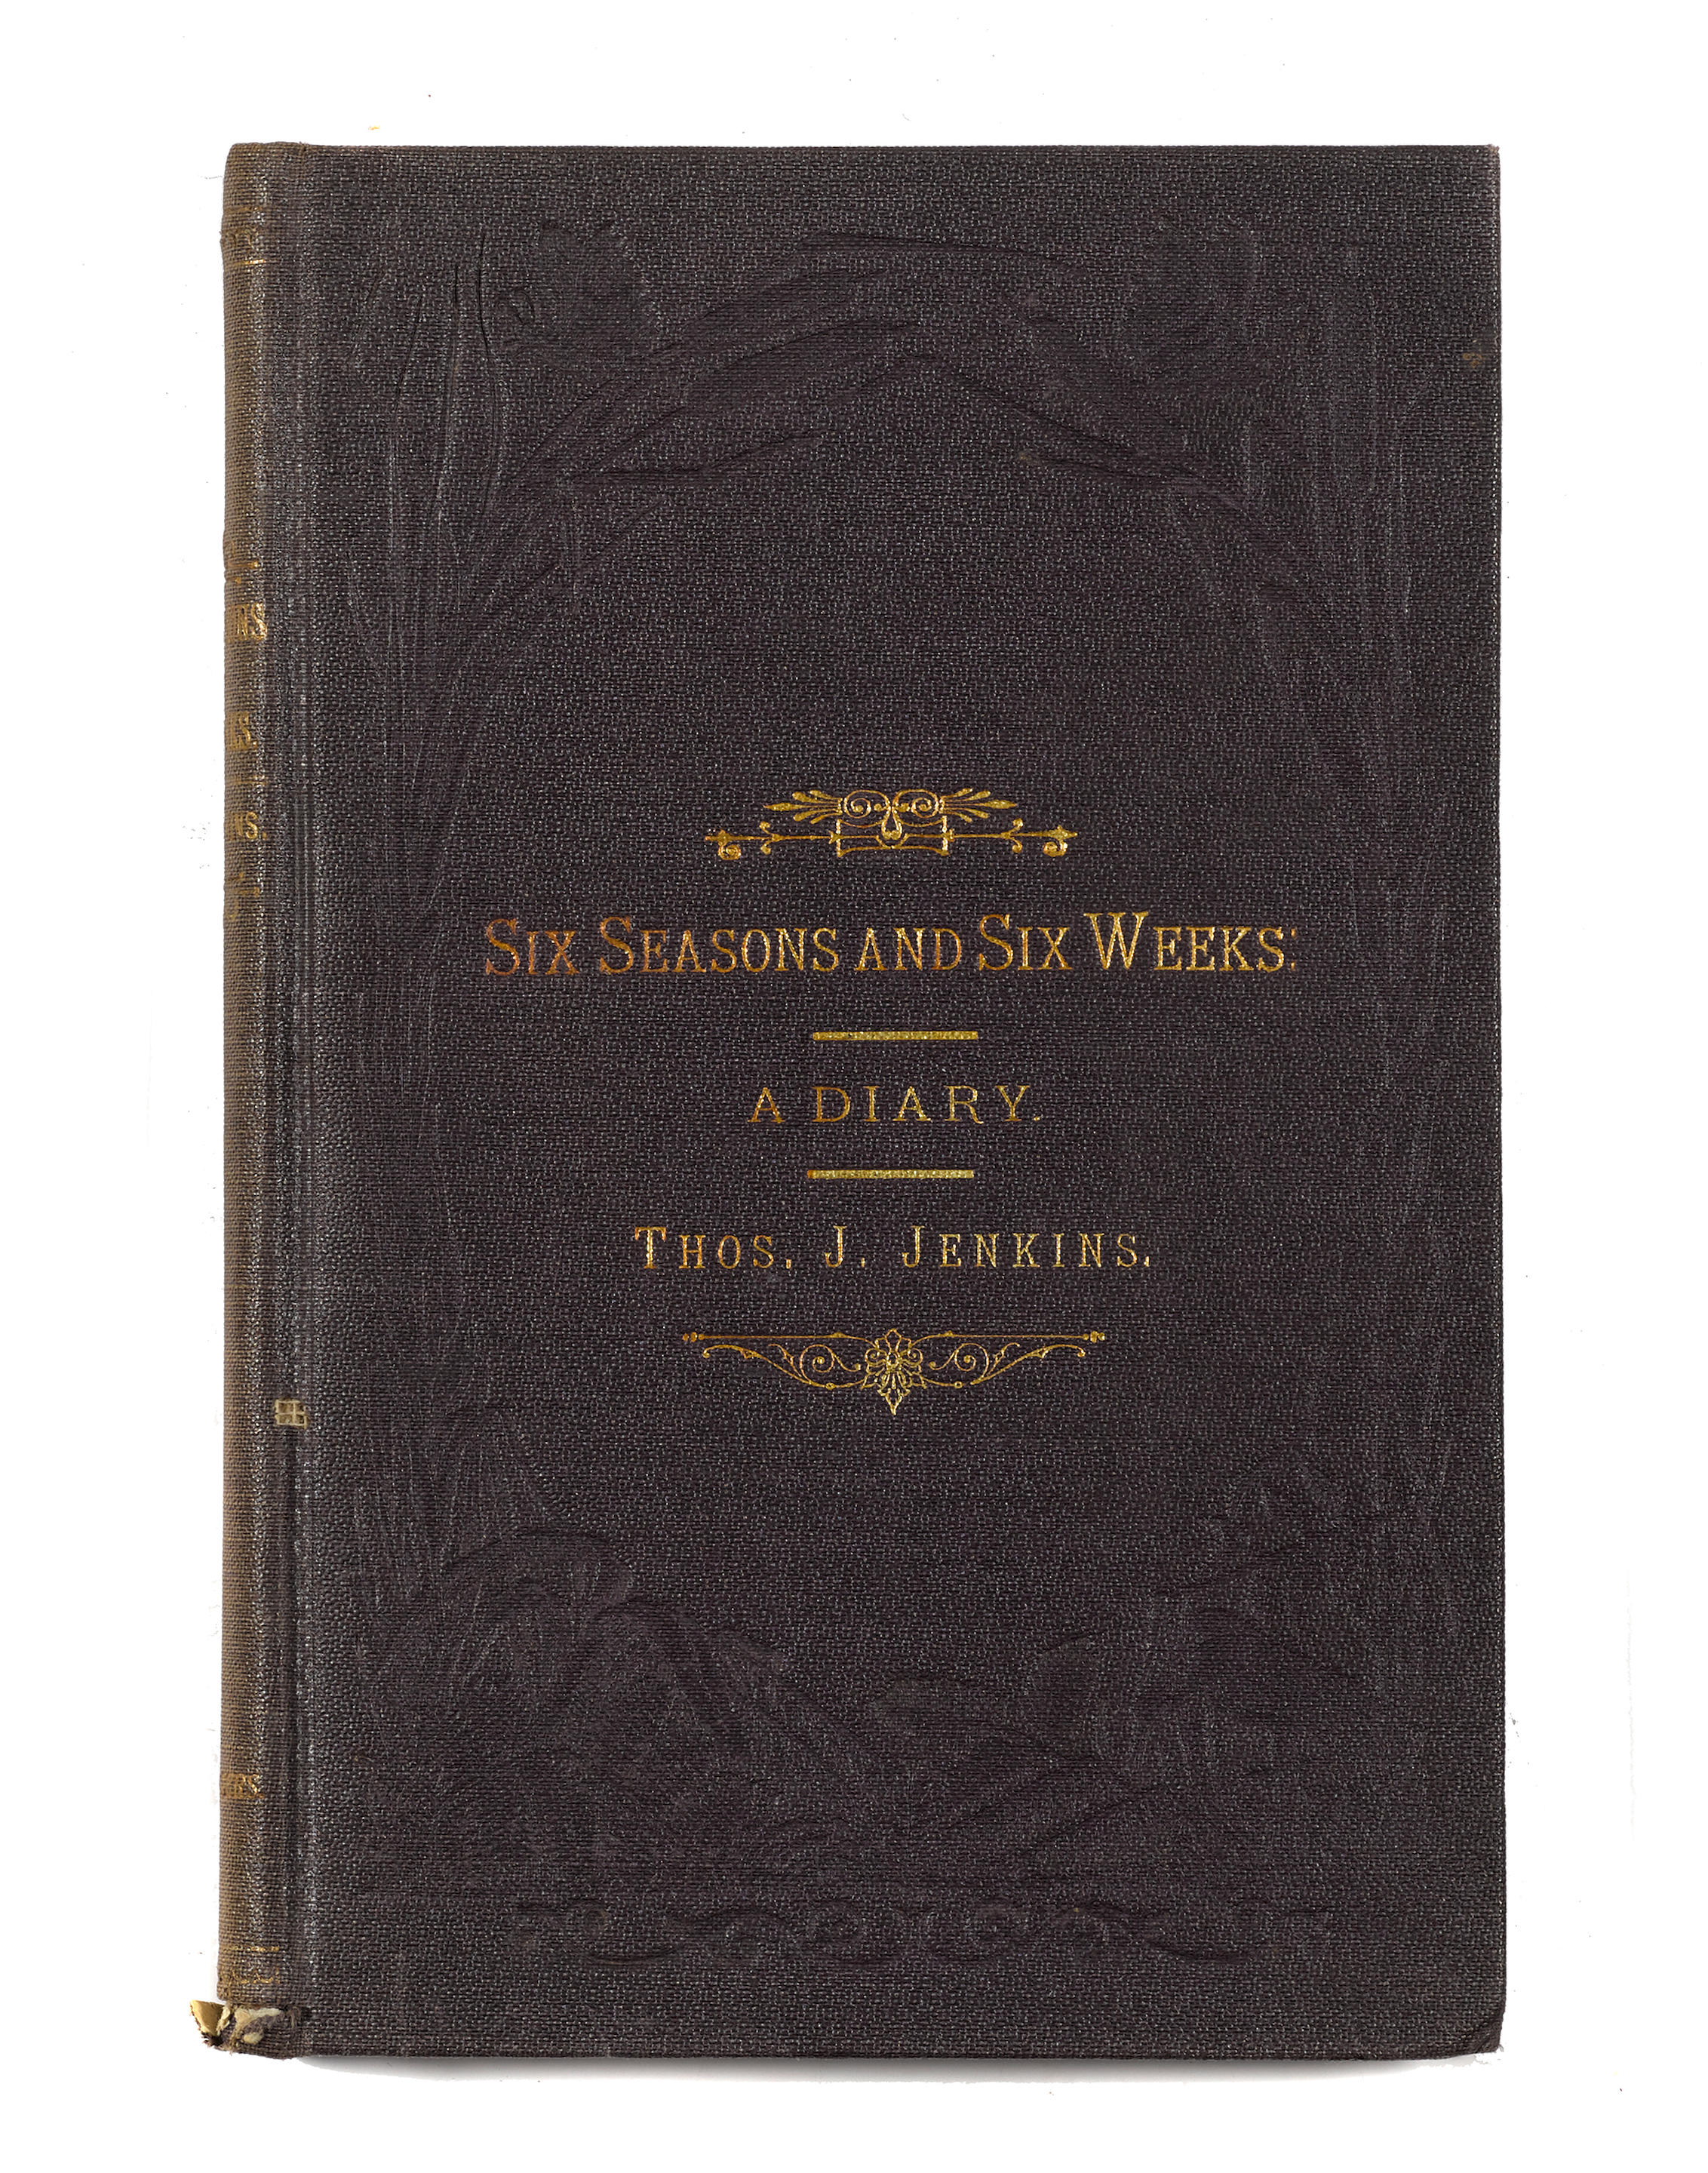 SIX SEASONS AND SIX WEEKS:
A DIARY.
THOS. J. JENKINS.